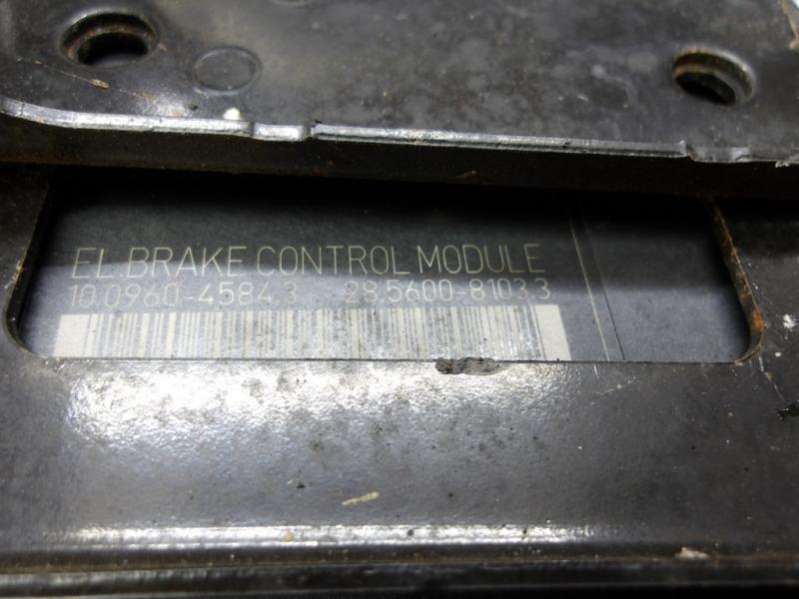 EL.BRAKE CONTROL MODULE
10.0960-4584.3 28.5600-8103.3